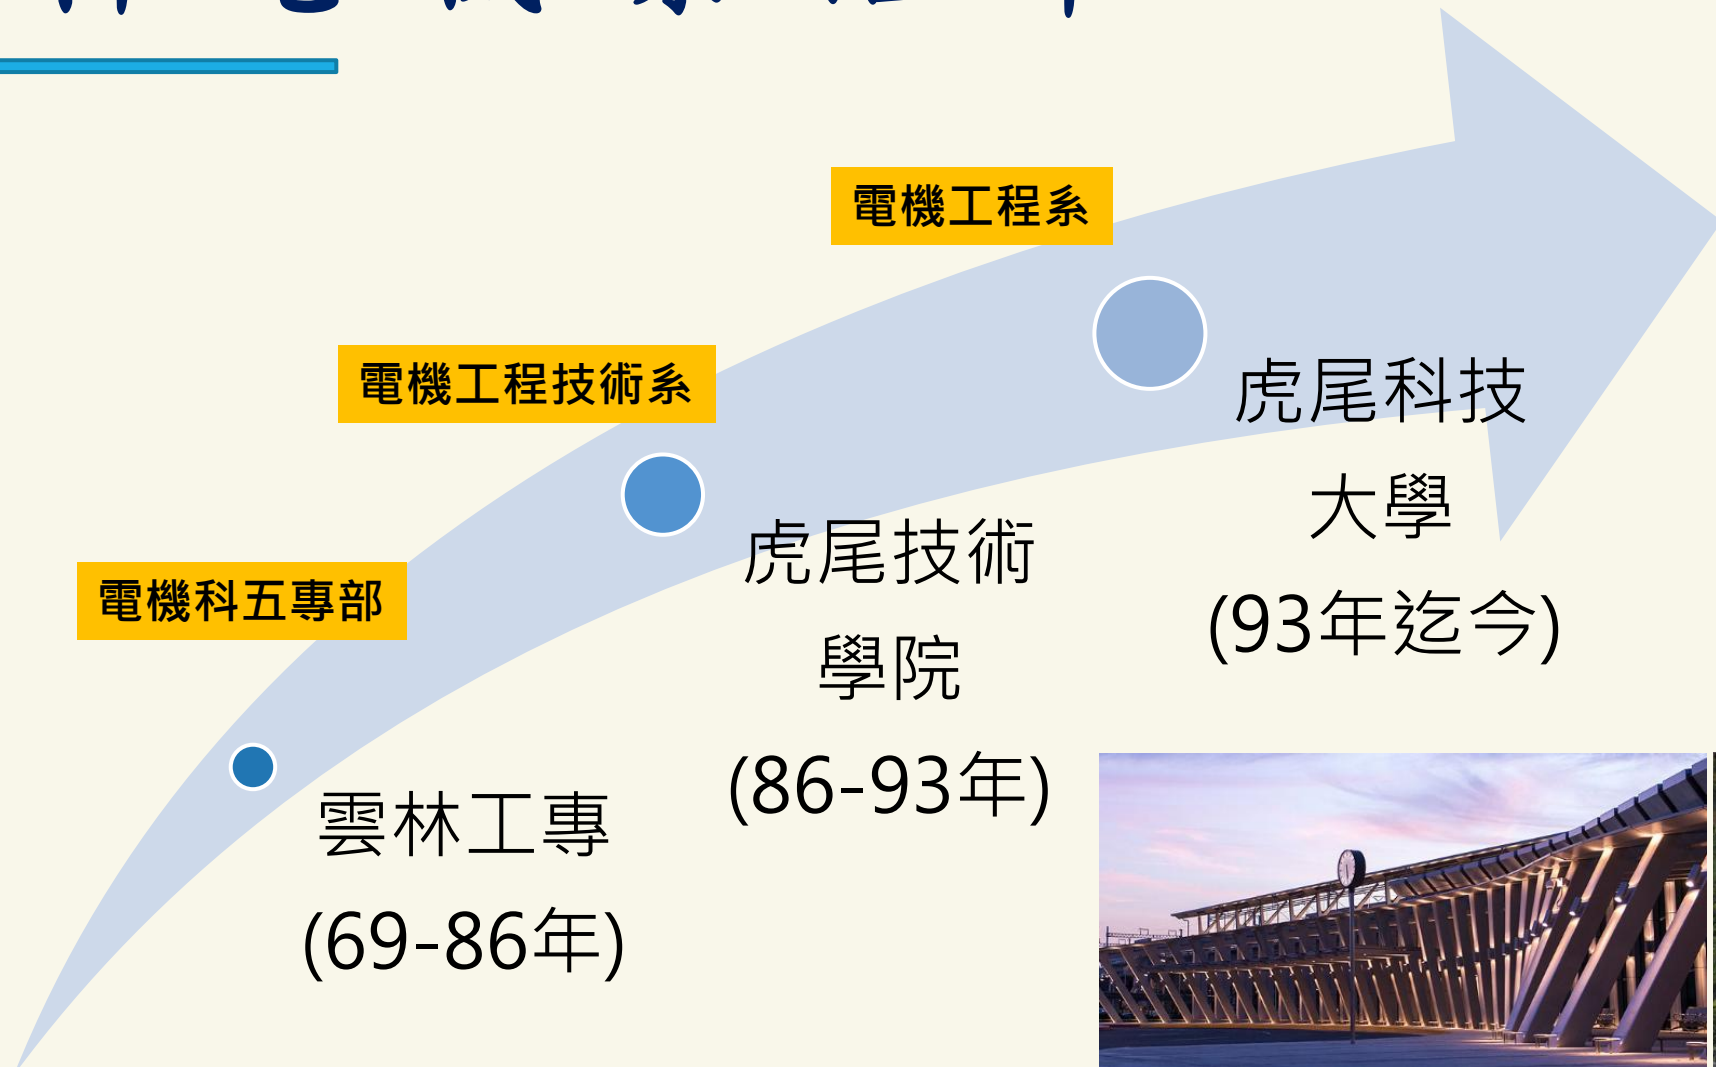 電機科五專部
雲林工專
(69-86年)
電機工程技術系
虎尾技術
學院
(86-93年)
電機工程系
虎尾科技
大學
(93年迄今)